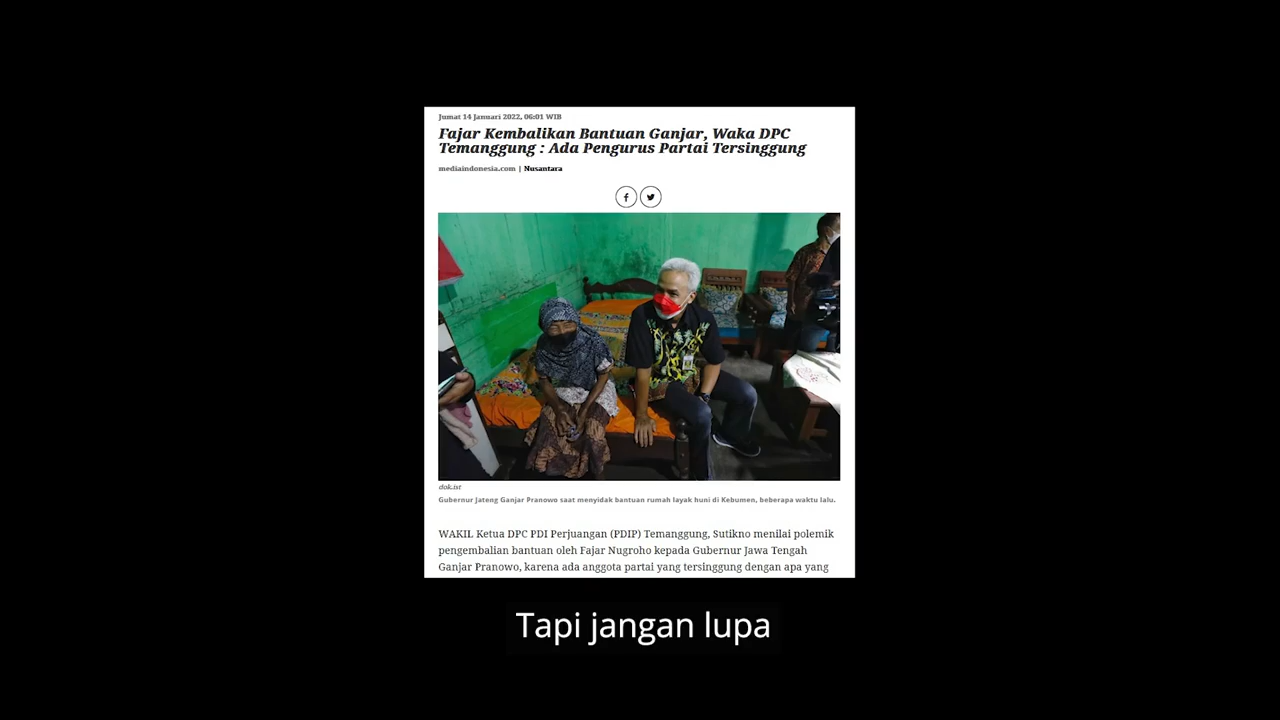 Jumat 14 Januari 2022, 06:01 WIB
Fajar Kembalikan Bantuan Ganjar, Waka DPC
Temanggung : Ada Pengurus Partai Tersinggung
mediaindonesia.com | Nusantara
dok.ist
Gubernur Jateng Ganjar Pranowo saat menyidak bantuan rumah layak huni di Kebumen, beberapa waktu lalu.
WAKIL Ketua DPC PDI Perjuangan (PDIP) Temanggung, Sutikno menilai polemik
pengembalian bantuan oleh Fajar Nugroho kepada Gubernur Jawa Tengah
Ganjar Pranowo, karena ada anggota partai yang tersinggung dengan apa yang
Tapi jangan lupa